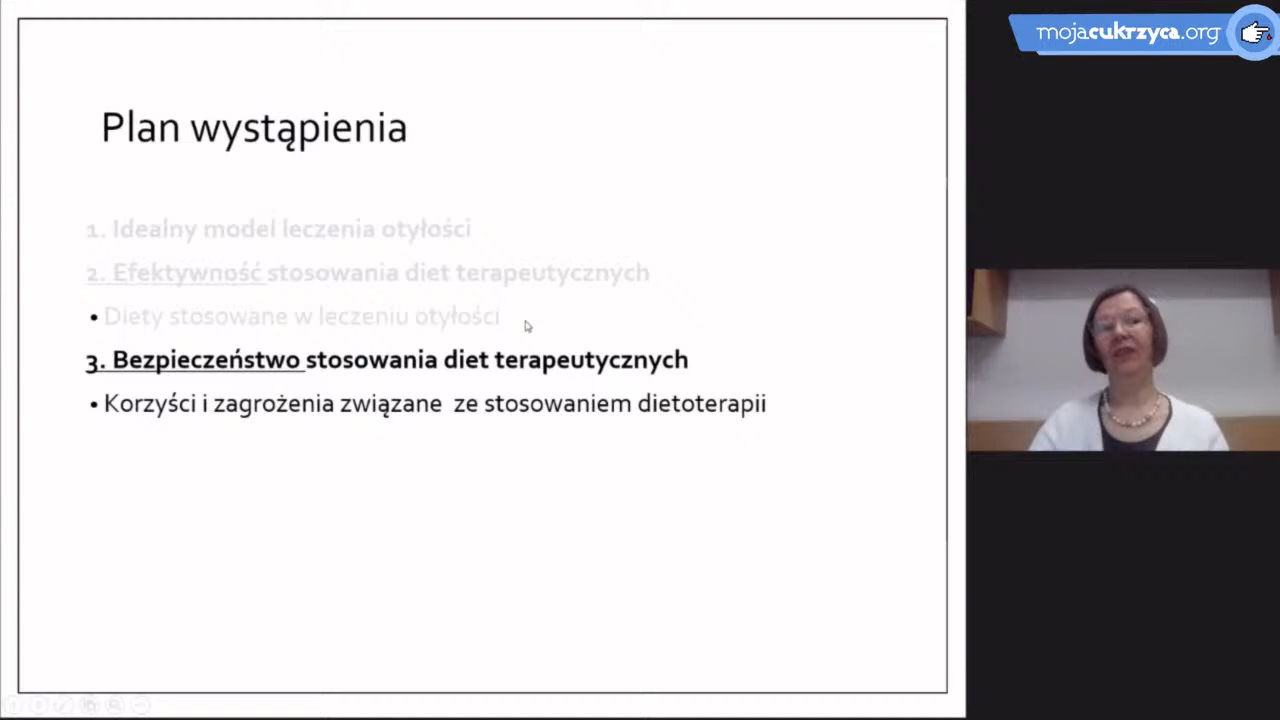 mojacukrzyca.org
Plan wystąpienia
1. Idealny model leczenia otyłości
2. Efektywność stosowania diet terapeutycznych
• Diety stosowane w leczeniu otyłości
3. Bezpieczeństwo stosowania diet terapeutycznych
• Korzyści i zagrożenia związane ze stosowaniem dietoterapii